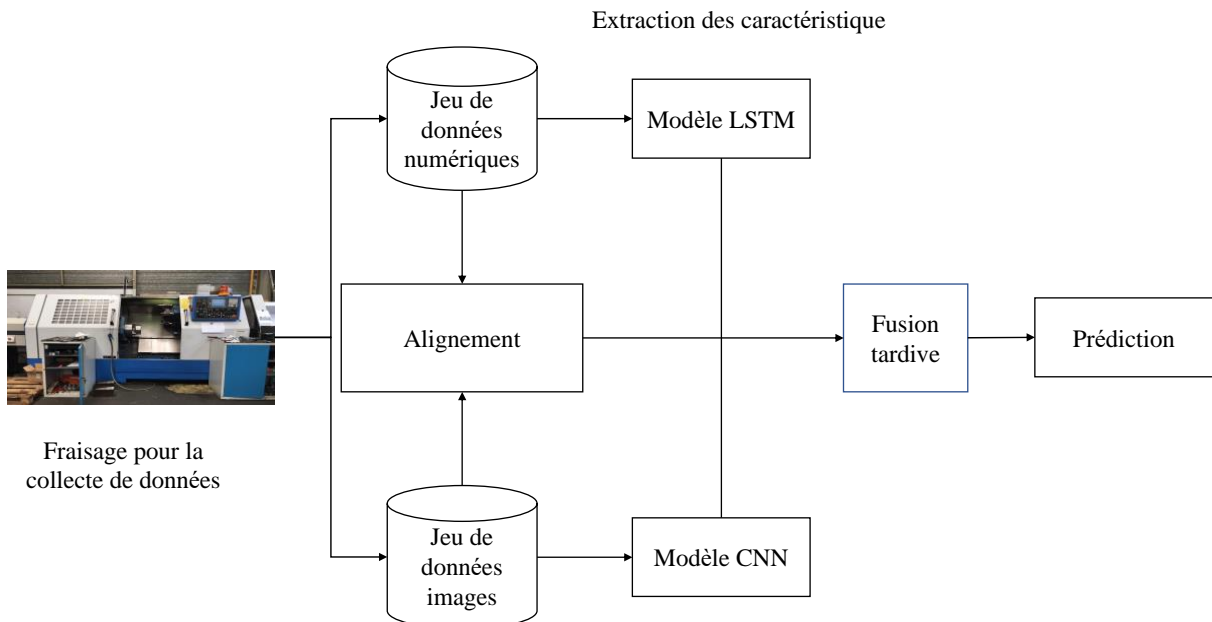 Extraction des caractéristique
Jeu de
données
numériques
Modèle LSTM
Alignement
Fusion
tardive
Prédiction
Fraisage pour la
collecte de données
Jeu de
données
images
Modèle CNN